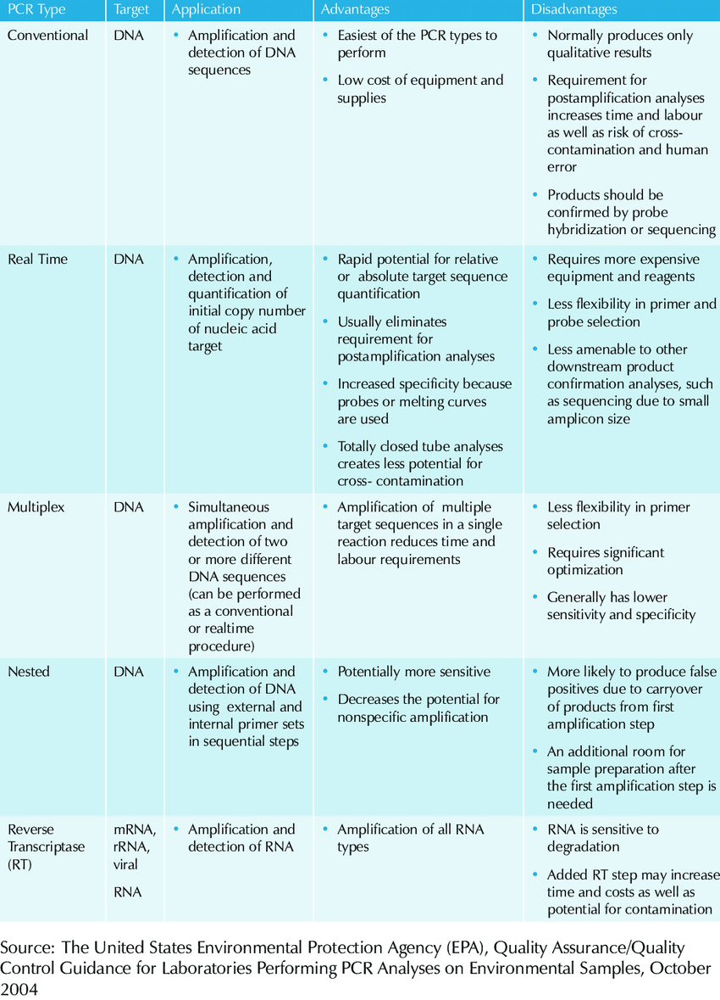 PCR Type
Target
Application
Advantages
Disadvantages
Conventional
DNA
• Amplification and
detection of DNA
sequences
• Easiest of the PCR types to
perform
• Low cost of equipment and
supplies
• Normally produces only
qualitative results
• Requirement for
postamplification analyses
increases time and labour
as well as risk of cross-
contamination and human
error
• Products should be
confirmed by probe
hybridization or sequencing
Real Time
DNA
• Amplification,
detection and
quantification of
initial copy number
of nucleic acid
target
• Rapid potential for relative
or absolute target sequence
quantification
• Usually eliminates
requirement for
postamplification analyses
• Increased specificity because
probes or melting curves
are used
• Totally closed tube analyses
creates less potential for
cross- contamination
• Requires more expensive
equipment and reagents
• Less flexibility in primer and
probe selection
• Less amenable to other
downstream product
confirmation analyses, such
as sequencing due to small
amplicon size
Multiplex
DNA
• Simultaneous
amplification and
detection of two
or more different
DNA sequences
(can be performed
as a conventional
or realtime
procedure)
• Amplification of multiple
target sequences in a single
reaction reduces time and
labour requirements
• Less flexibility in primer
selection
• Requires significant
optimization
• Generally has lower
sensitivity and specificity
Nested
DNA
• Amplification and
detection of DNA
using external and
internal primer sets
in sequential steps
• Potentially more sensitive
• Decreases the potential for
nonspecific amplification
• More likely to produce false
positives due to carryover
of products from first
amplification step
• An additional room for
sample preparation after
the first amplification step is
needed
Reverse
Transcriptase
(RT)
mRNA,
rRNA,
viral
RNA
• Amplification and
detection of RNA
• Amplification of all RNA
types
• RNA is sensitive to
degradation
• Added RT step may increase
time and costs as well as
potential for contamination
Source: The United States Environmental Protection Agency (EPA), Quality Assurance/Quality
Control Guidance for Laboratories Performing PCR Analyses on Environmental Samples, October
2004